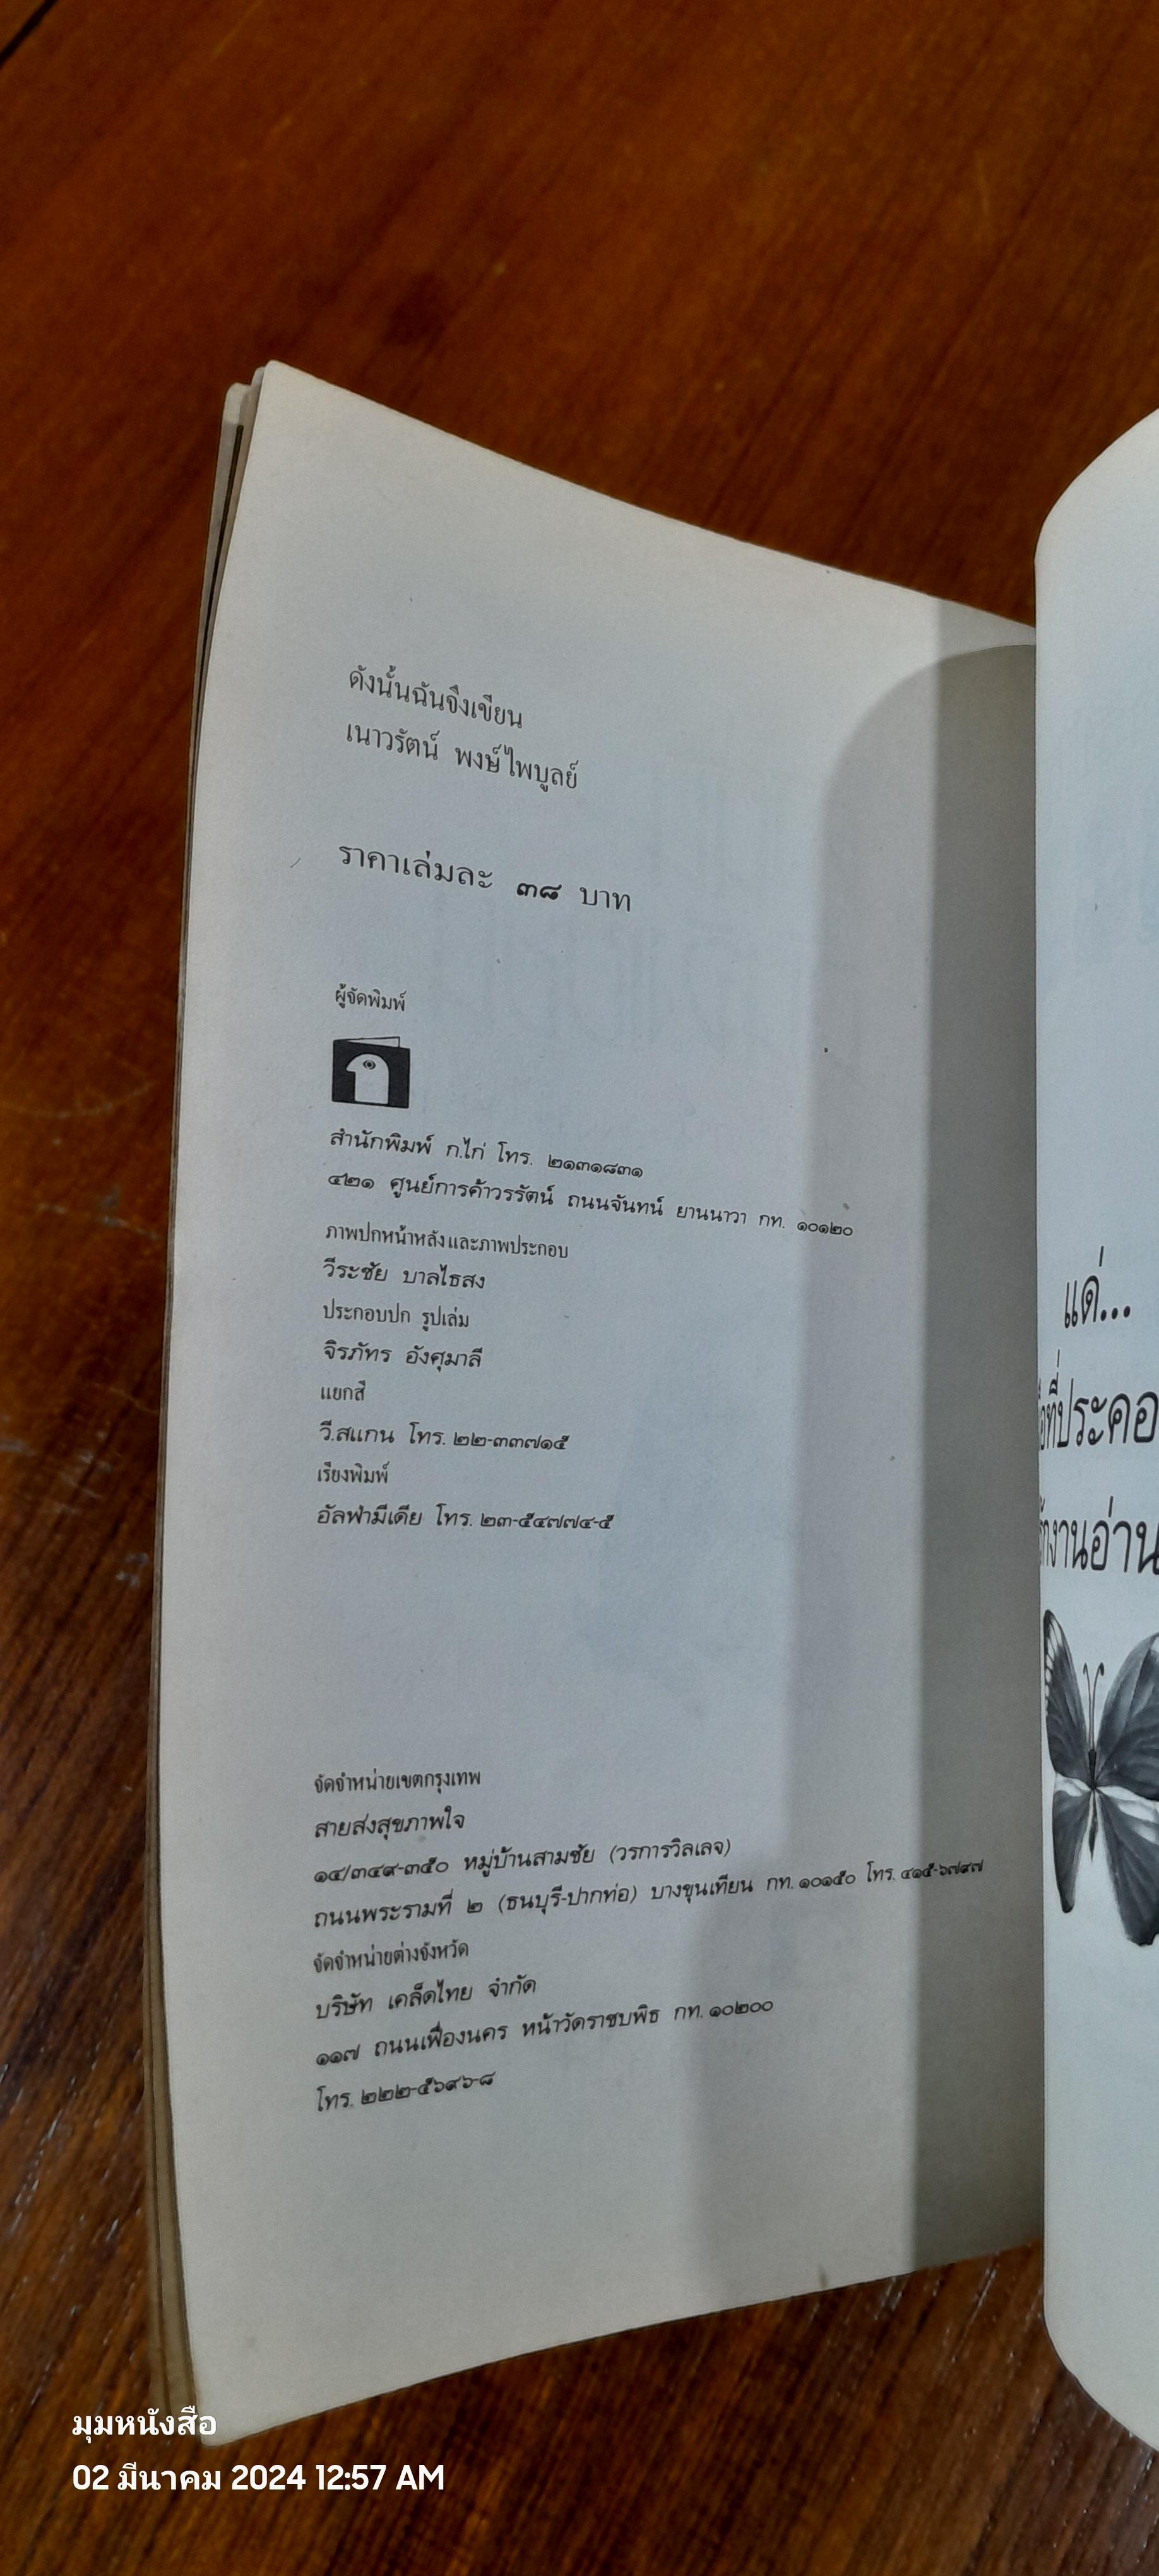 ดังนั้นฉันจึงเขียน
เนาวรัตน์ พงษ์ไพบูลย์
ราคาเล่มละ ๓๘ บาท
ผู้จัดพิมพ์
สำนักพิมพ์ ก.ไก่ โทร. ๒๑๓๑๘๓๑
๔๒๑ ศูนย์การค้าวรรัตน์ ถนนจันทน์ ยานนาวา กท. ๑๐๑๒๐
ภาพปกหน้าหลังและภาพประกอบ
วีระชัย บาลไธสง
ประกอบปก รูปเล่ม
จิรภัทร อังศุมาลี
แยกสี
วี.สแกน โทร. ๒๒-๓๓๗๑๕
เรียงพิมพ์
อัลฟามีเดีย โทร. ๒๓-๕๔๗๗๔-๕
จัดจำหน่ายเขตกรุงเทพ
สายส่งสุขภาพใจ
๑๔/๓๔๙-๓๕๐ หมู่บ้านสามชัย (วรการวิลเลจ)
ถนนพระรามที่ ๒ (ธนบุรี-ปากท่อ) บางขุนเทียน กท. ๑๐๑๕๐ โทร. ๔๑๕-๖๗๙๗
จัดจำหน่ายต่างจังหวัด
บริษัท เคล็ดไทย จำกัด
๑๑๗ ถนนเฟื่องนคร หน้าวัดราชบพิธ กท. ๑๐๒๐๐
โทร. ๒๒๒-๕๖๙๖-๘
แด่...
ที่ประคอ
งานอ่าน
มุมหนังสือ
02 มีนาคม 2024 12:57 AM